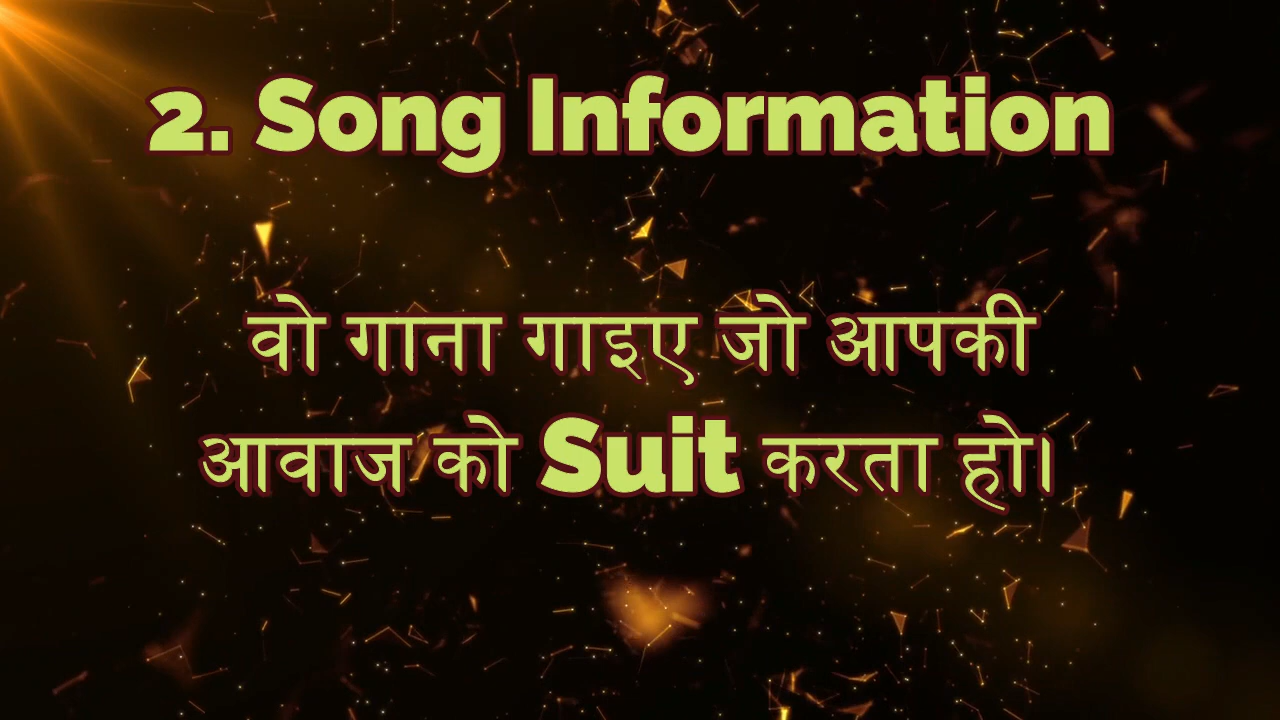 2. Song Information
वो गाना गाइए जो आपकी
आवाज को Suit करता हो।